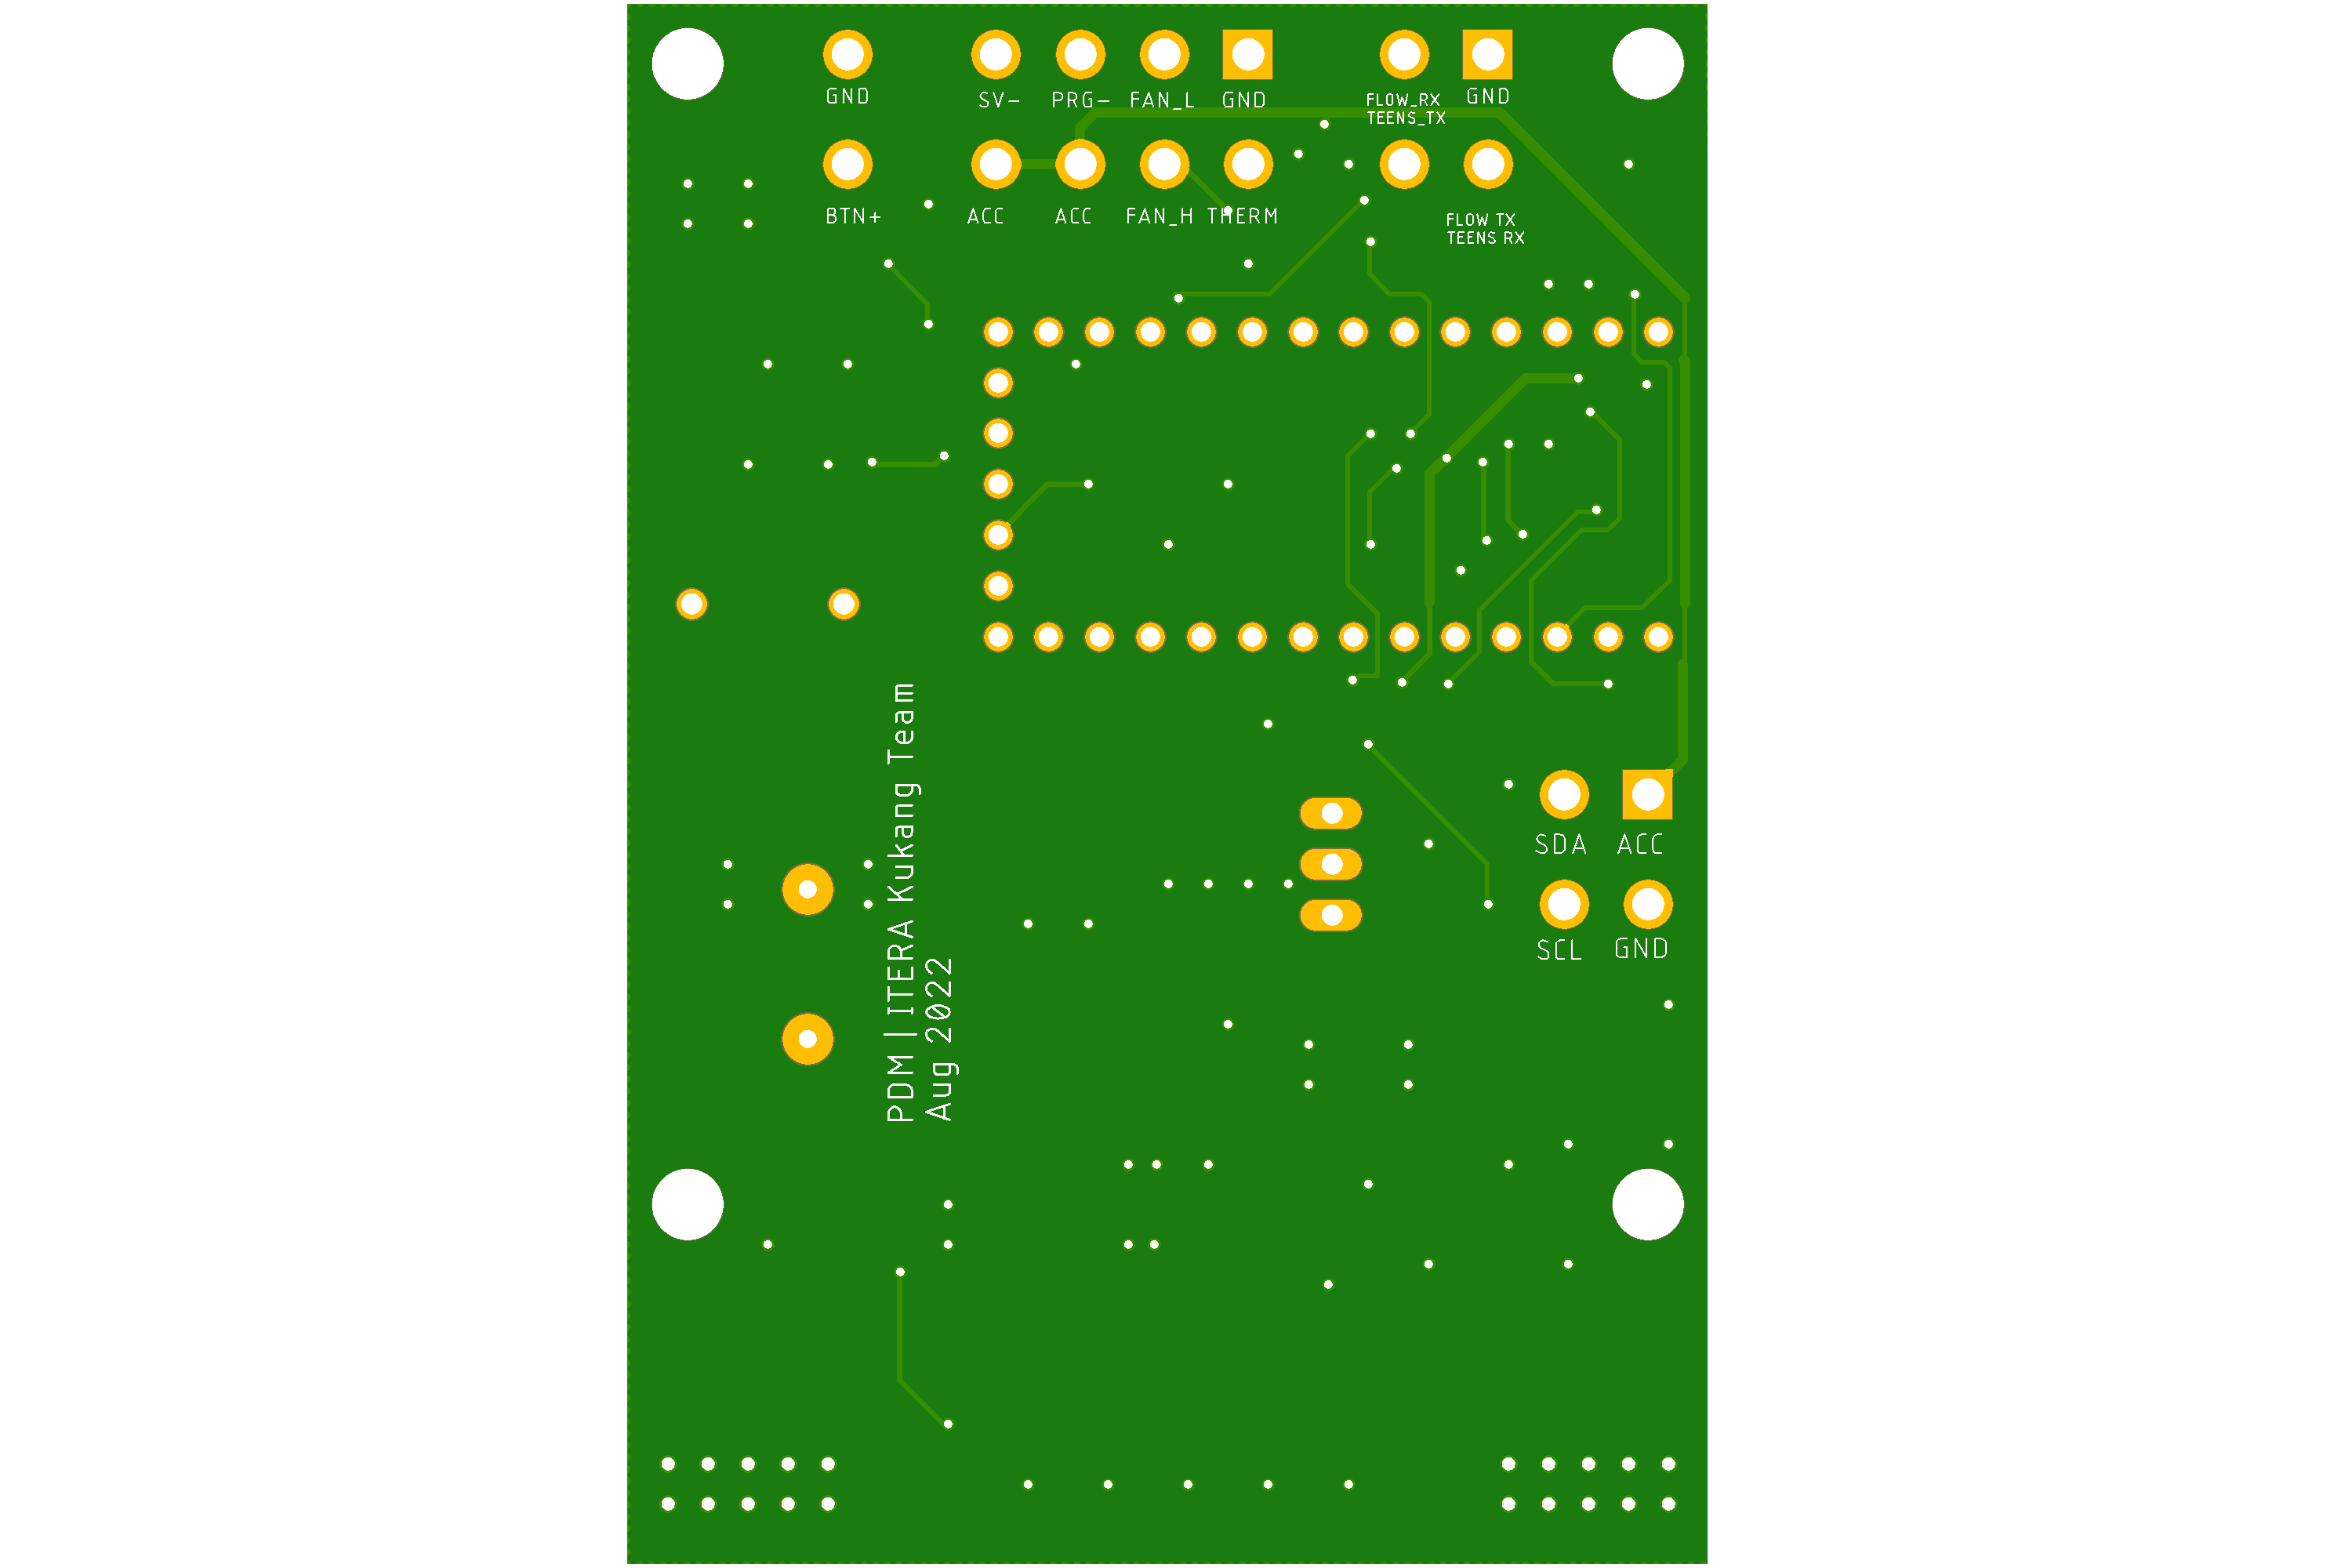 GND
SV-
PRG-
FAN_L
GND
FLOW_RX
TEENS_TX
GND
BTN+
ACC
ACC
FAN_H
THERM
FLOW TX
TEENS RX
SDA
ACC
SCL
GND
PDM|ITERA Kukang Team
Aug 2022